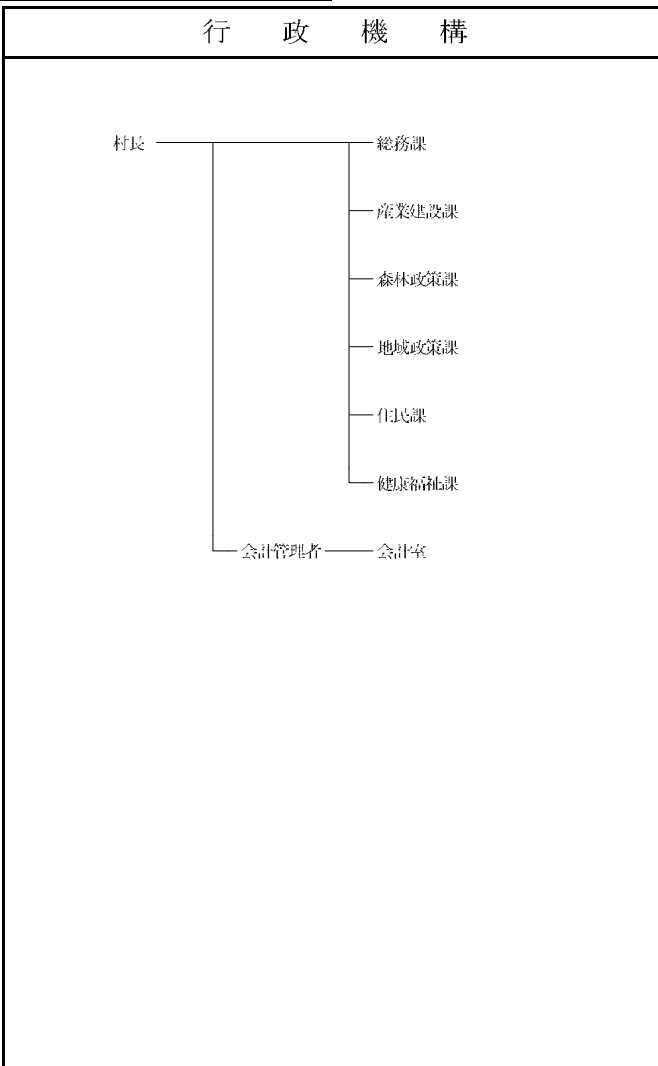 行政機構
村長 総務課
産業建設課
森林政策課
地域政策課
住民課
健康福祉課
会計管理者 会計室